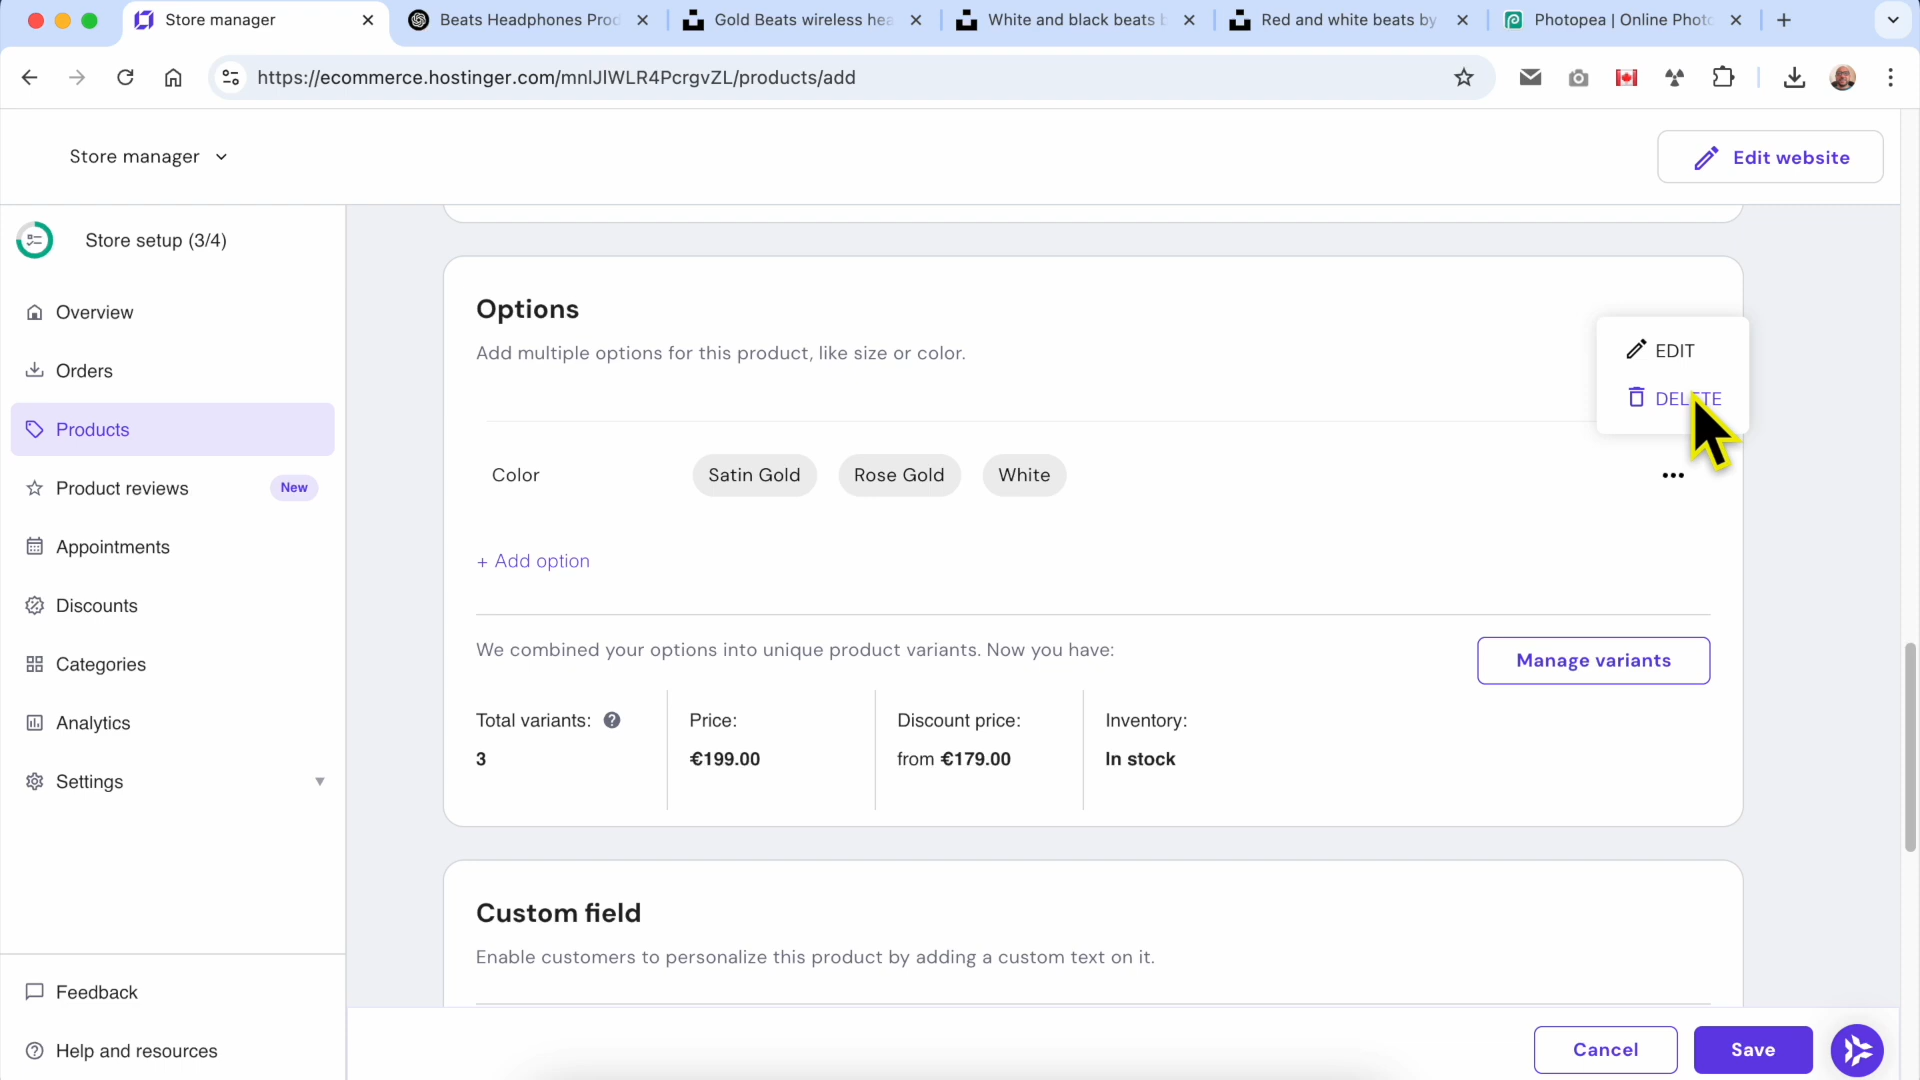 Store manager
Beats Headphones Prod
Gold Beats wireless hea
White and black beats b
Red and white beats by
Photopea | Online Photo
https://ecommerce.hostinger.com/mnlJlWLR4PcrgvZL/products/add
Store manager
Edit website
Store setup (3/4)
Overview
Orders
Products
Product reviews
New
Appointments
Discounts
Categories
Analytics
Settings
Feedback
Help and resources
Options
Add multiple options for this product, like size or color.
EDIT
DELETE
Color
Satin Gold
Rose Gold
White
+ Add option
We combined your options into unique product variants. Now you have:
Manage variants
Total variants:
3
Price:
€199.00
Discount price:
from €179.00
Inventory:
In stock
Custom field
Enable customers to personalize this product by adding a custom text on it.
Cancel
Save